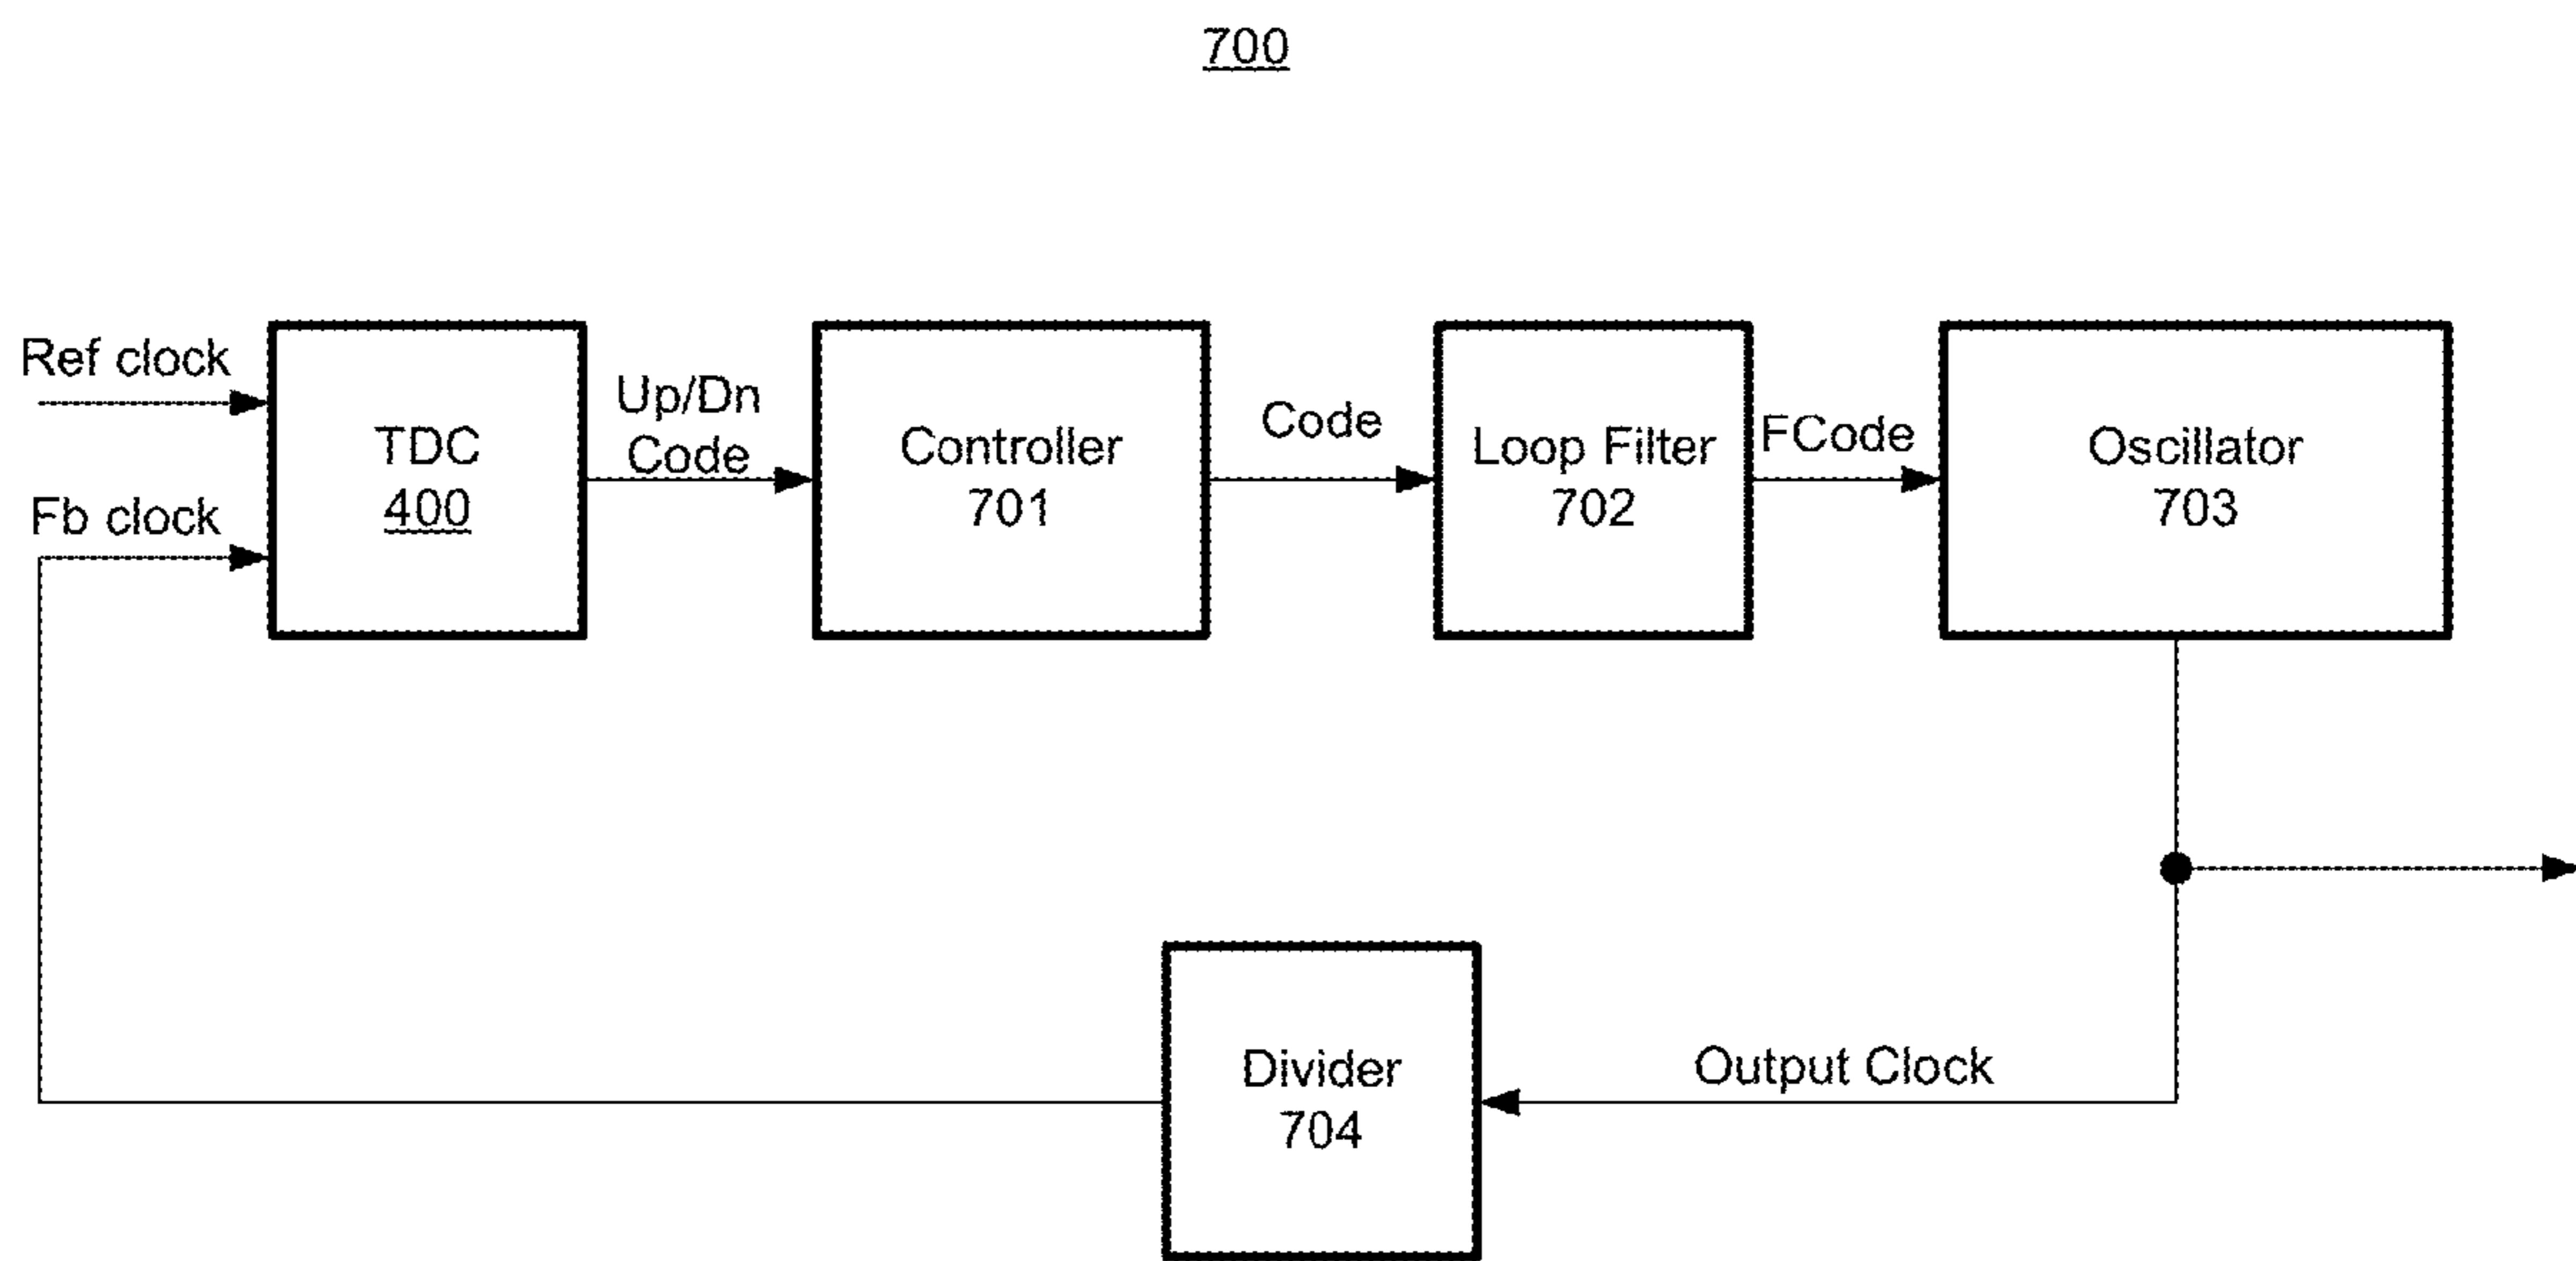 700
Ref clock
Fb clock
TDC
400
Up/Dn
Code
Controller
701
Code
Loop Filter
702
FCode
Oscillator
703
Divider
704
Output Clock